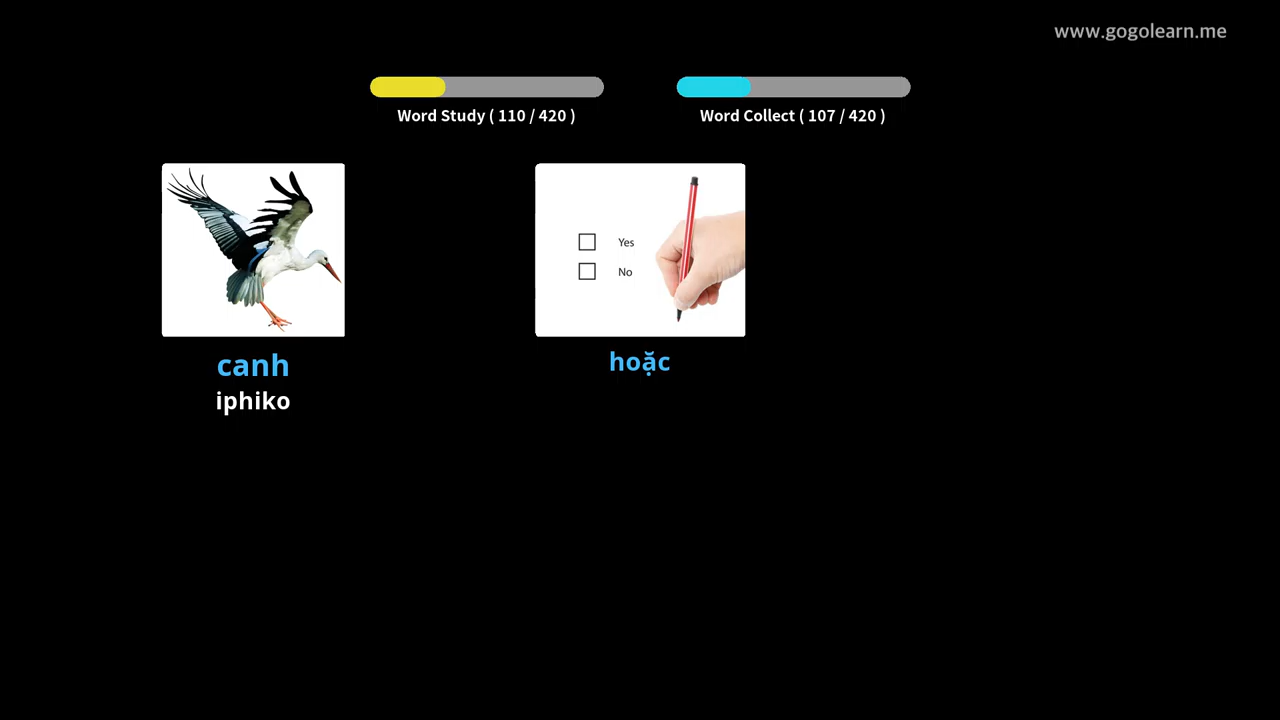 www.gogolearn.me
Word Study ( 110 / 420 )
Word Collect ( 107 / 420 )
Yes
No
canh
iphiko
hoặc